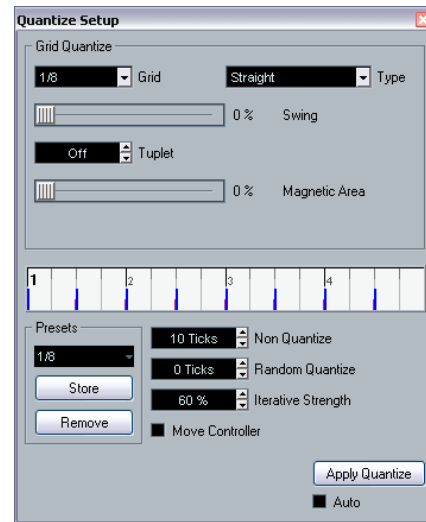 Quantize Setup
Grid Quantize
1/8 Grid Straight Type
0 % Swing
Off Tuplet
0 % Magnetic Area
1 2 3 4
Presets
1/8
Store
Remove
10 Ticks Non Quantize
0 Ticks Random Quantize
60 % Iterative Strength
Move Controller
Apply Quantize
Auto